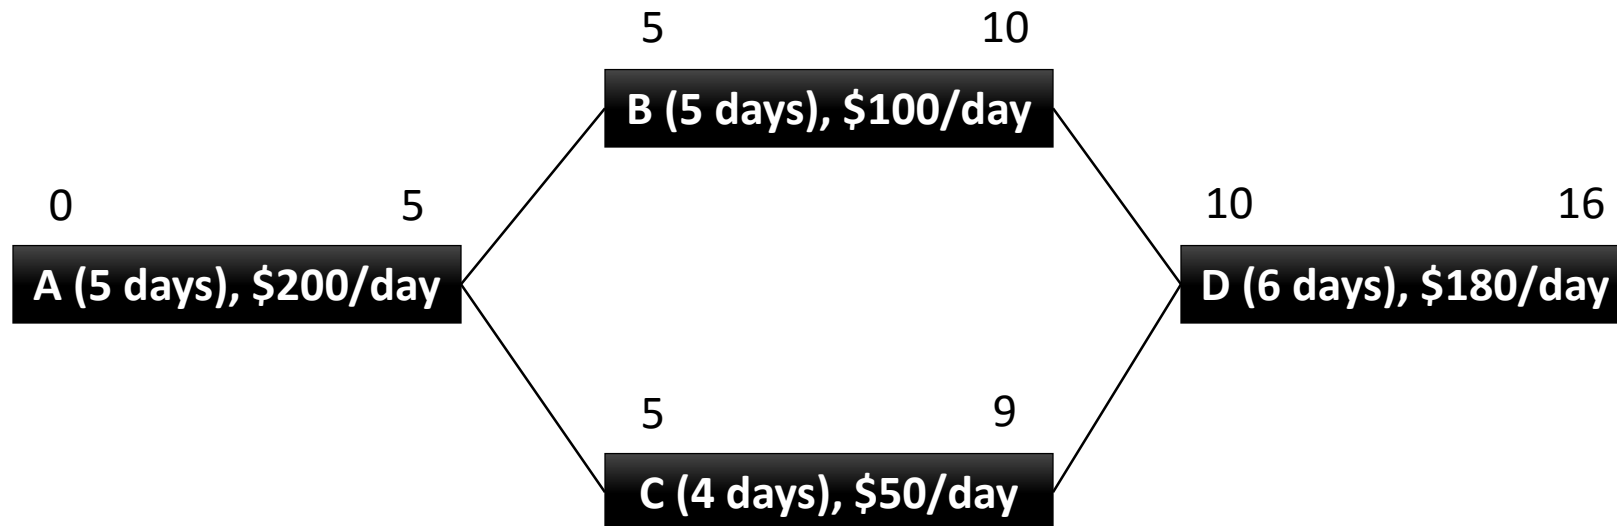 5 10
B (5 days), $100/day
0 5
A (5 days), $200/day
10 16
D (6 days), $180/day
5 9
C (4 days), $50/day